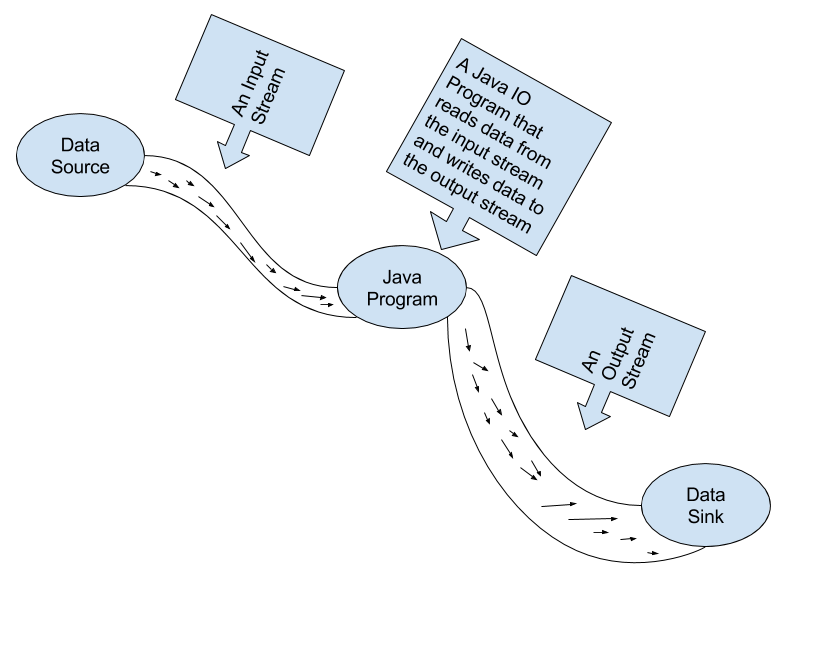 An Input
Stream
A Java IO
Program that
reads data from
the input stream
and writes data to
the output stream
Data
Source
Java
Program
An
Output
Stream
Data
Sink